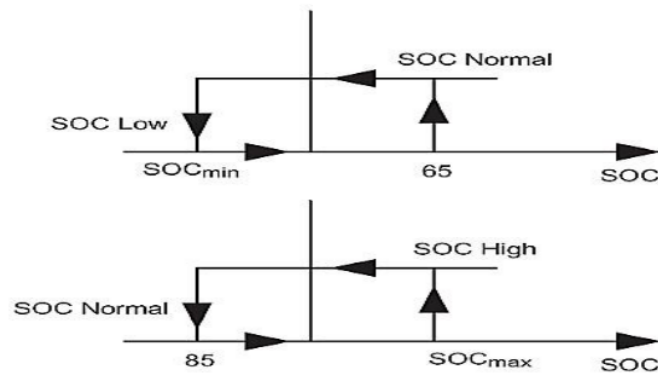 SOC Normal
SOC Low
SOCmin
65
SOC
SOC High
SOC Normal
85
SOCmax
SOC